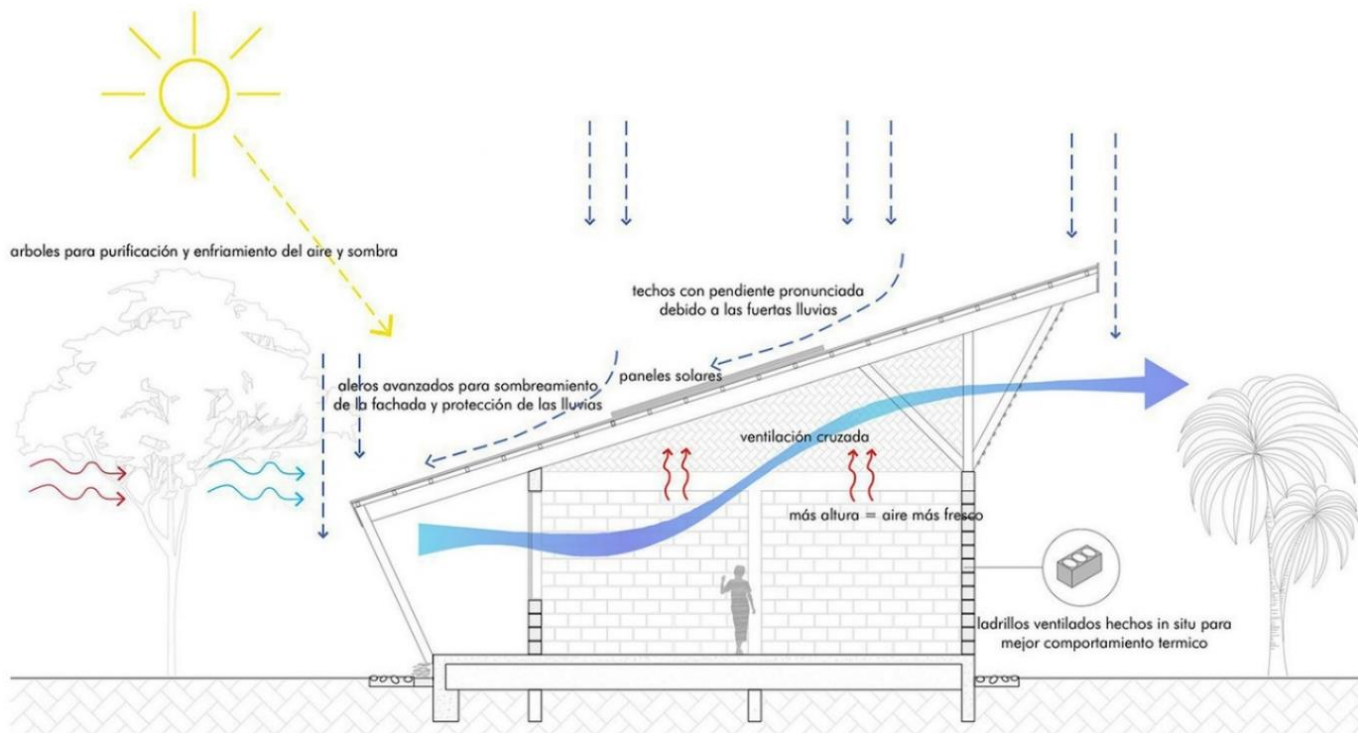 arboles para purificación y enfriamiento del aire y sombra
techos con pendiente pronunciada
debido a las fuertas lluvias
paneles solares
aleros avanzados para sombreamiento
de la fachada y protección de las lluvias
ventilación cruzada
más altura = aire más fresco
ladrillos ventilados hechos in situ para
mejor comportamiento termico